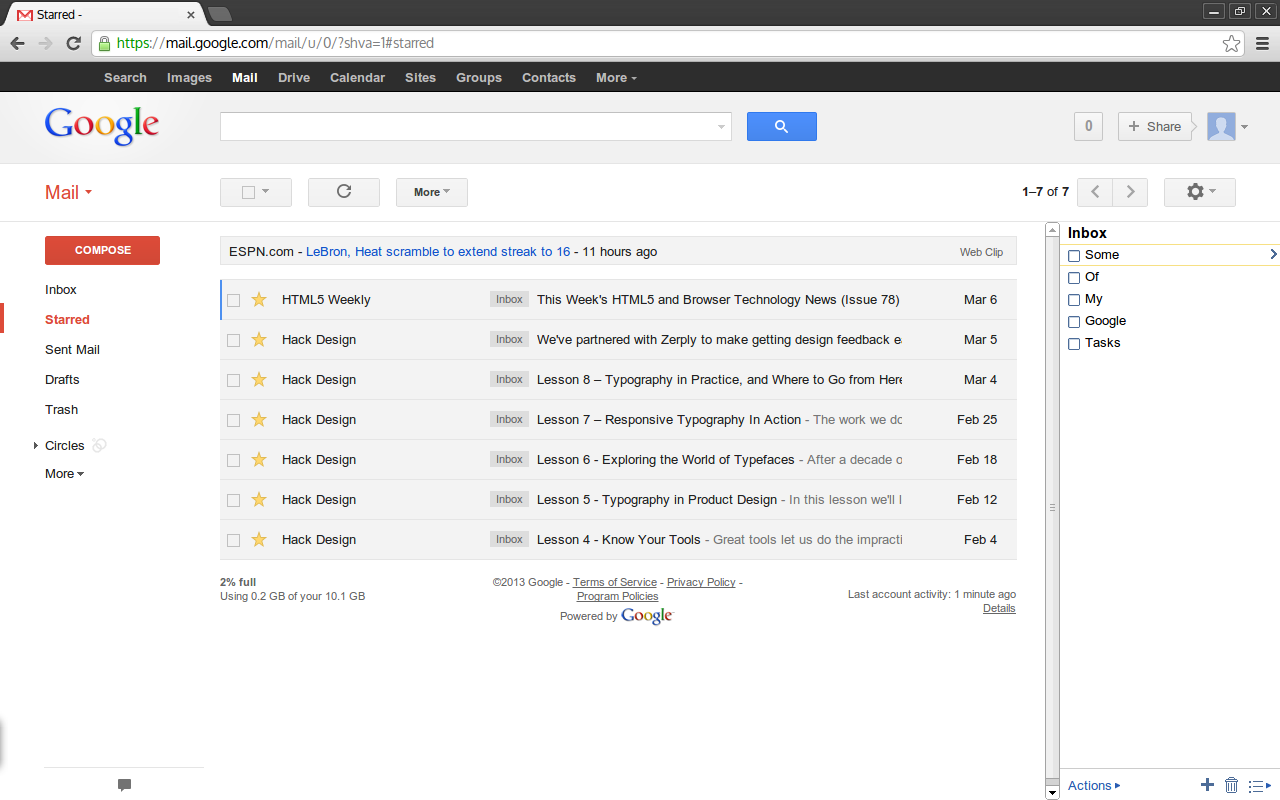 Starred -
https://mail.google.com/mail/u/0/?shva=1#starred
Search Images Mail Drive Calendar Sites Groups Contacts More
Google
0 + Share
Mail
More
1–7 of 7
COMPOSE
Inbox
Starred
Sent Mail
Drafts
Trash
Circles
More
ESPN.com - LeBron, Heat scramble to extend streak to 16 - 11 hours ago Web Clip
HTML5 Weekly Inbox This Week's HTML5 and Browser Technology News (Issue 78) Mar 6
Hack Design Inbox We've partnered with Zerply to make getting design feedback ea Mar 5
Hack Design Inbox Lesson 8 – Typography in Practice, and Where to Go from Here Mar 4
Hack Design Inbox Lesson 7 – Responsive Typography In Action - The work we do Feb 25
Hack Design Inbox Lesson 6 - Exploring the World of Typefaces - After a decade o Feb 18
Hack Design Inbox Lesson 5 - Typography in Product Design - In this lesson we'll l Feb 12
Hack Design Inbox Lesson 4 - Know Your Tools - Great tools let us do the impracti Feb 4
2% full
Using 0.2 GB of your 10.1 GB
©2013 Google - Terms of Service - Privacy Policy -
Program Policies
Powered by Google
Last account activity: 1 minute ago
Details
Inbox
Some
Of
My
Google
Tasks
Actions